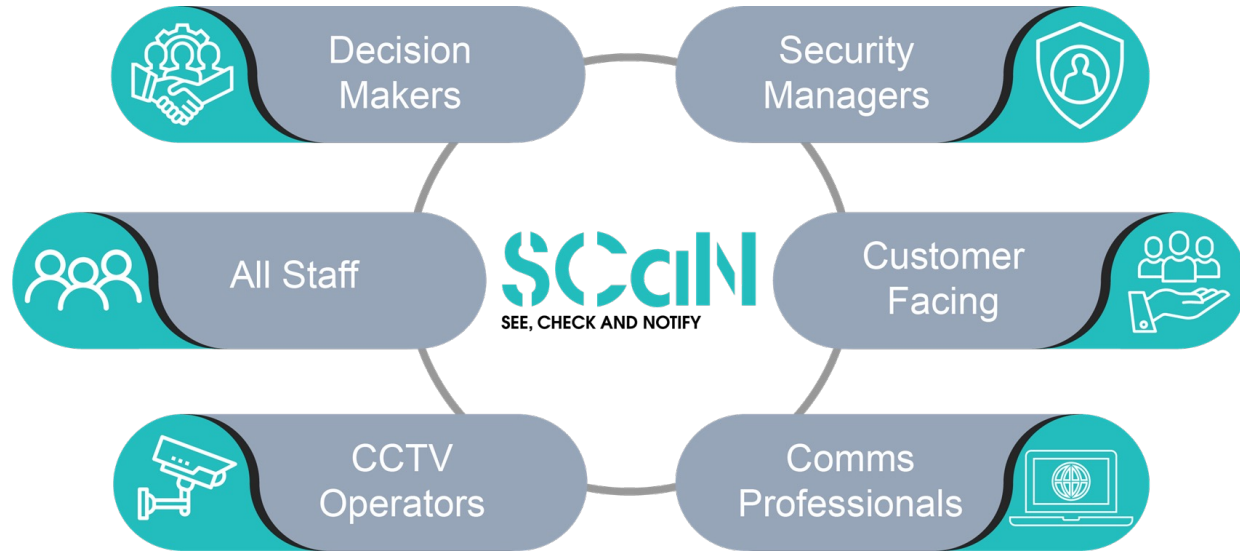 Decision
Makers
Security
Managers
All Staff
SCaN
SEE, CHECK AND NOTIFY
Customer
Facing
CCTV
Operators
Comms
Professionals